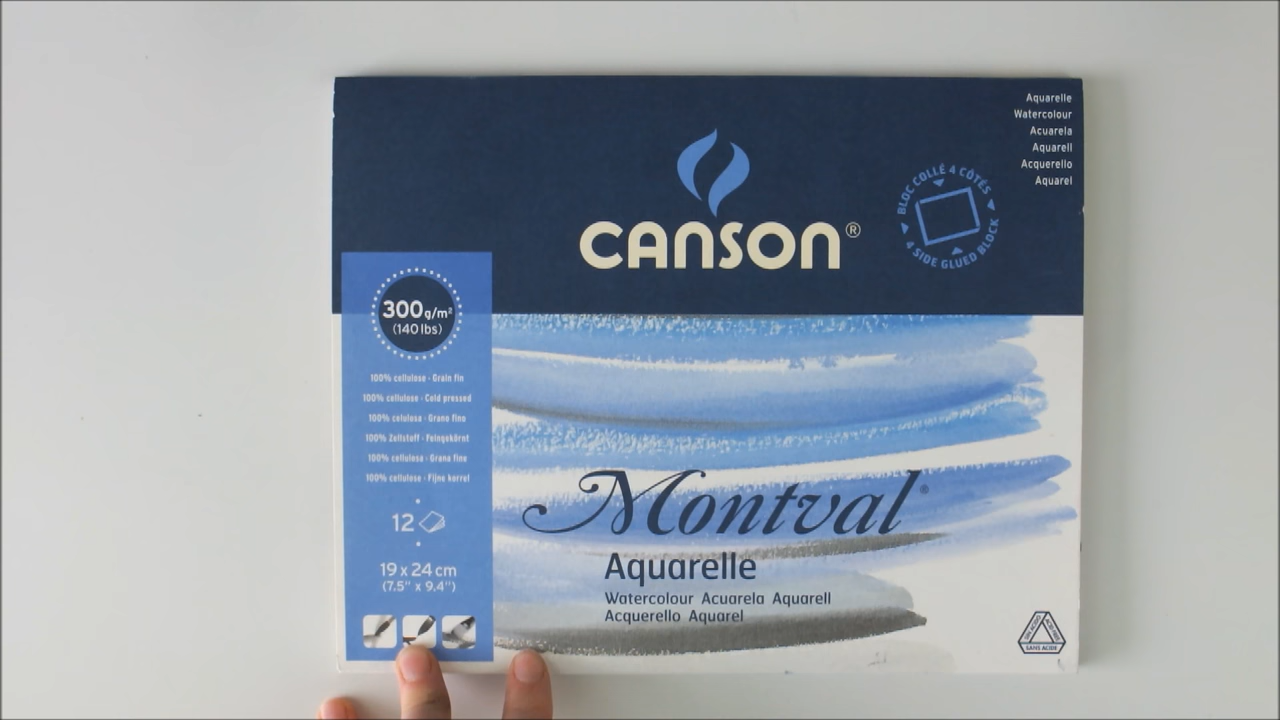 Aquarelle
Watercolour
Acuarela
Aquarell
Acquerello
Aquarel
BLOC COLLÉ 4 CÔTÉS
4 SIDE GLUED BLOCK
CANSON®
300g/m²
(140 lbs)
100% cellulose - Grain fin
100% cellulose - Cold pressed
100% celulosa - Grano fino
100% Zellstoff - Feingekörnt
100% cellulosa - Grana fine
100% cellulose - Fijne korrel
12
19 x 24 cm
(7.5" x 9.4")
Montval®
Aquarelle
Watercolour Acuarela Aquarell
Acquerello Aquarel
SANS ACIDE